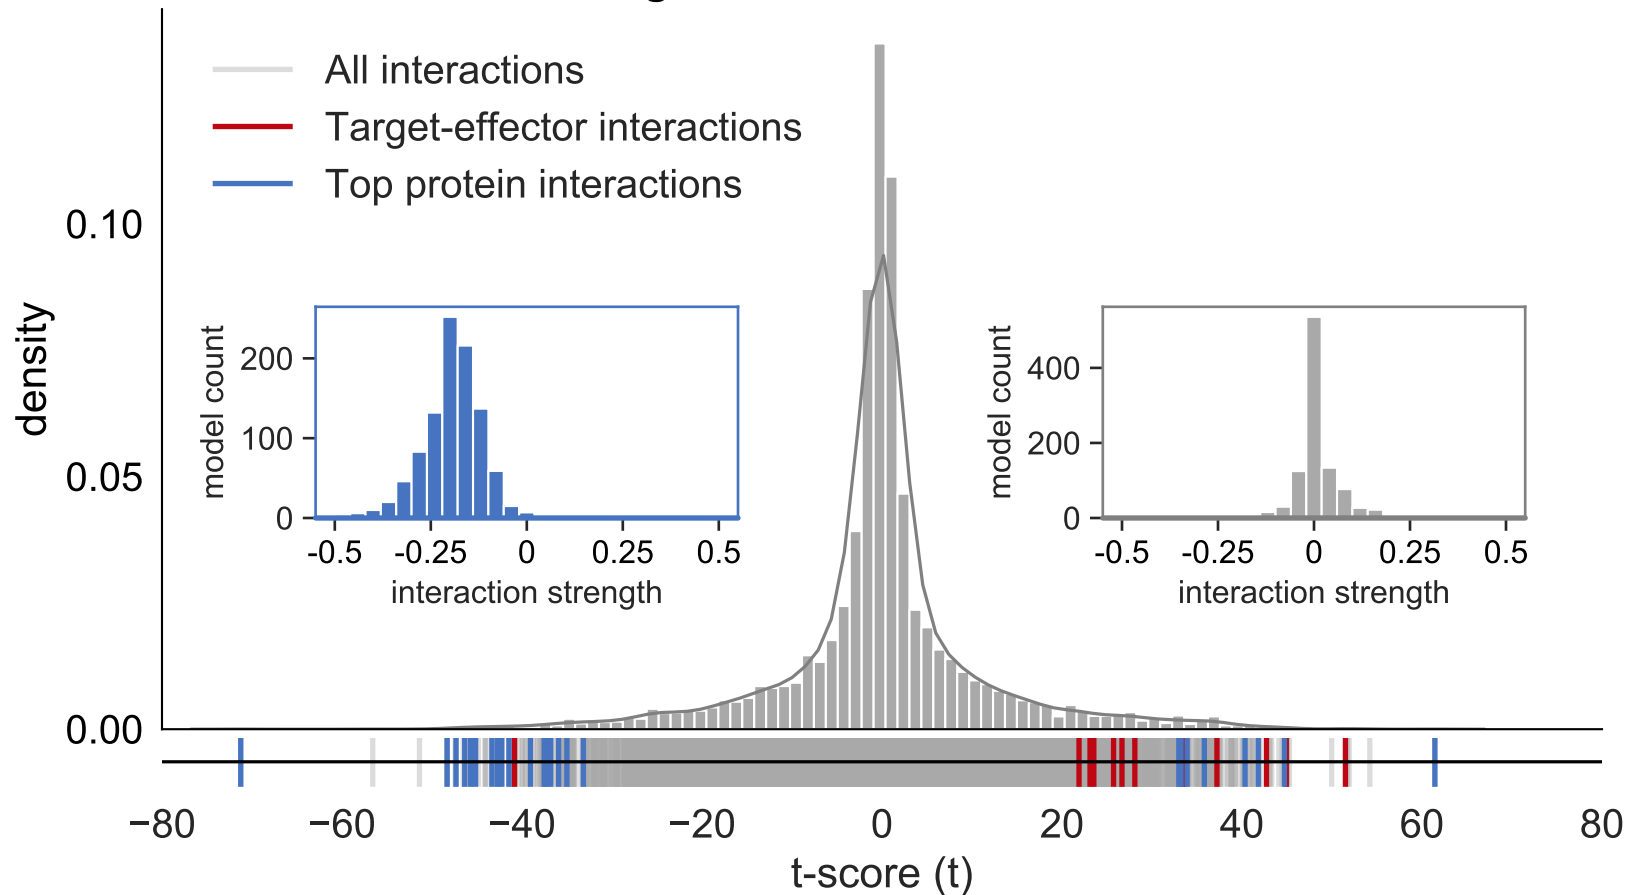 All interactions
Target-effector interactions
Top protein interactions
density
0.10
0.05
0.00
model count
200
100
0
-0.5 -0.25 0 0.25 0.5
interaction strength
model count
400
200
0
-0.5 -0.25 0 0.25 0.5
interaction strength
−80 −60 −40 −20 0 20 40 60 80
t-score (t)